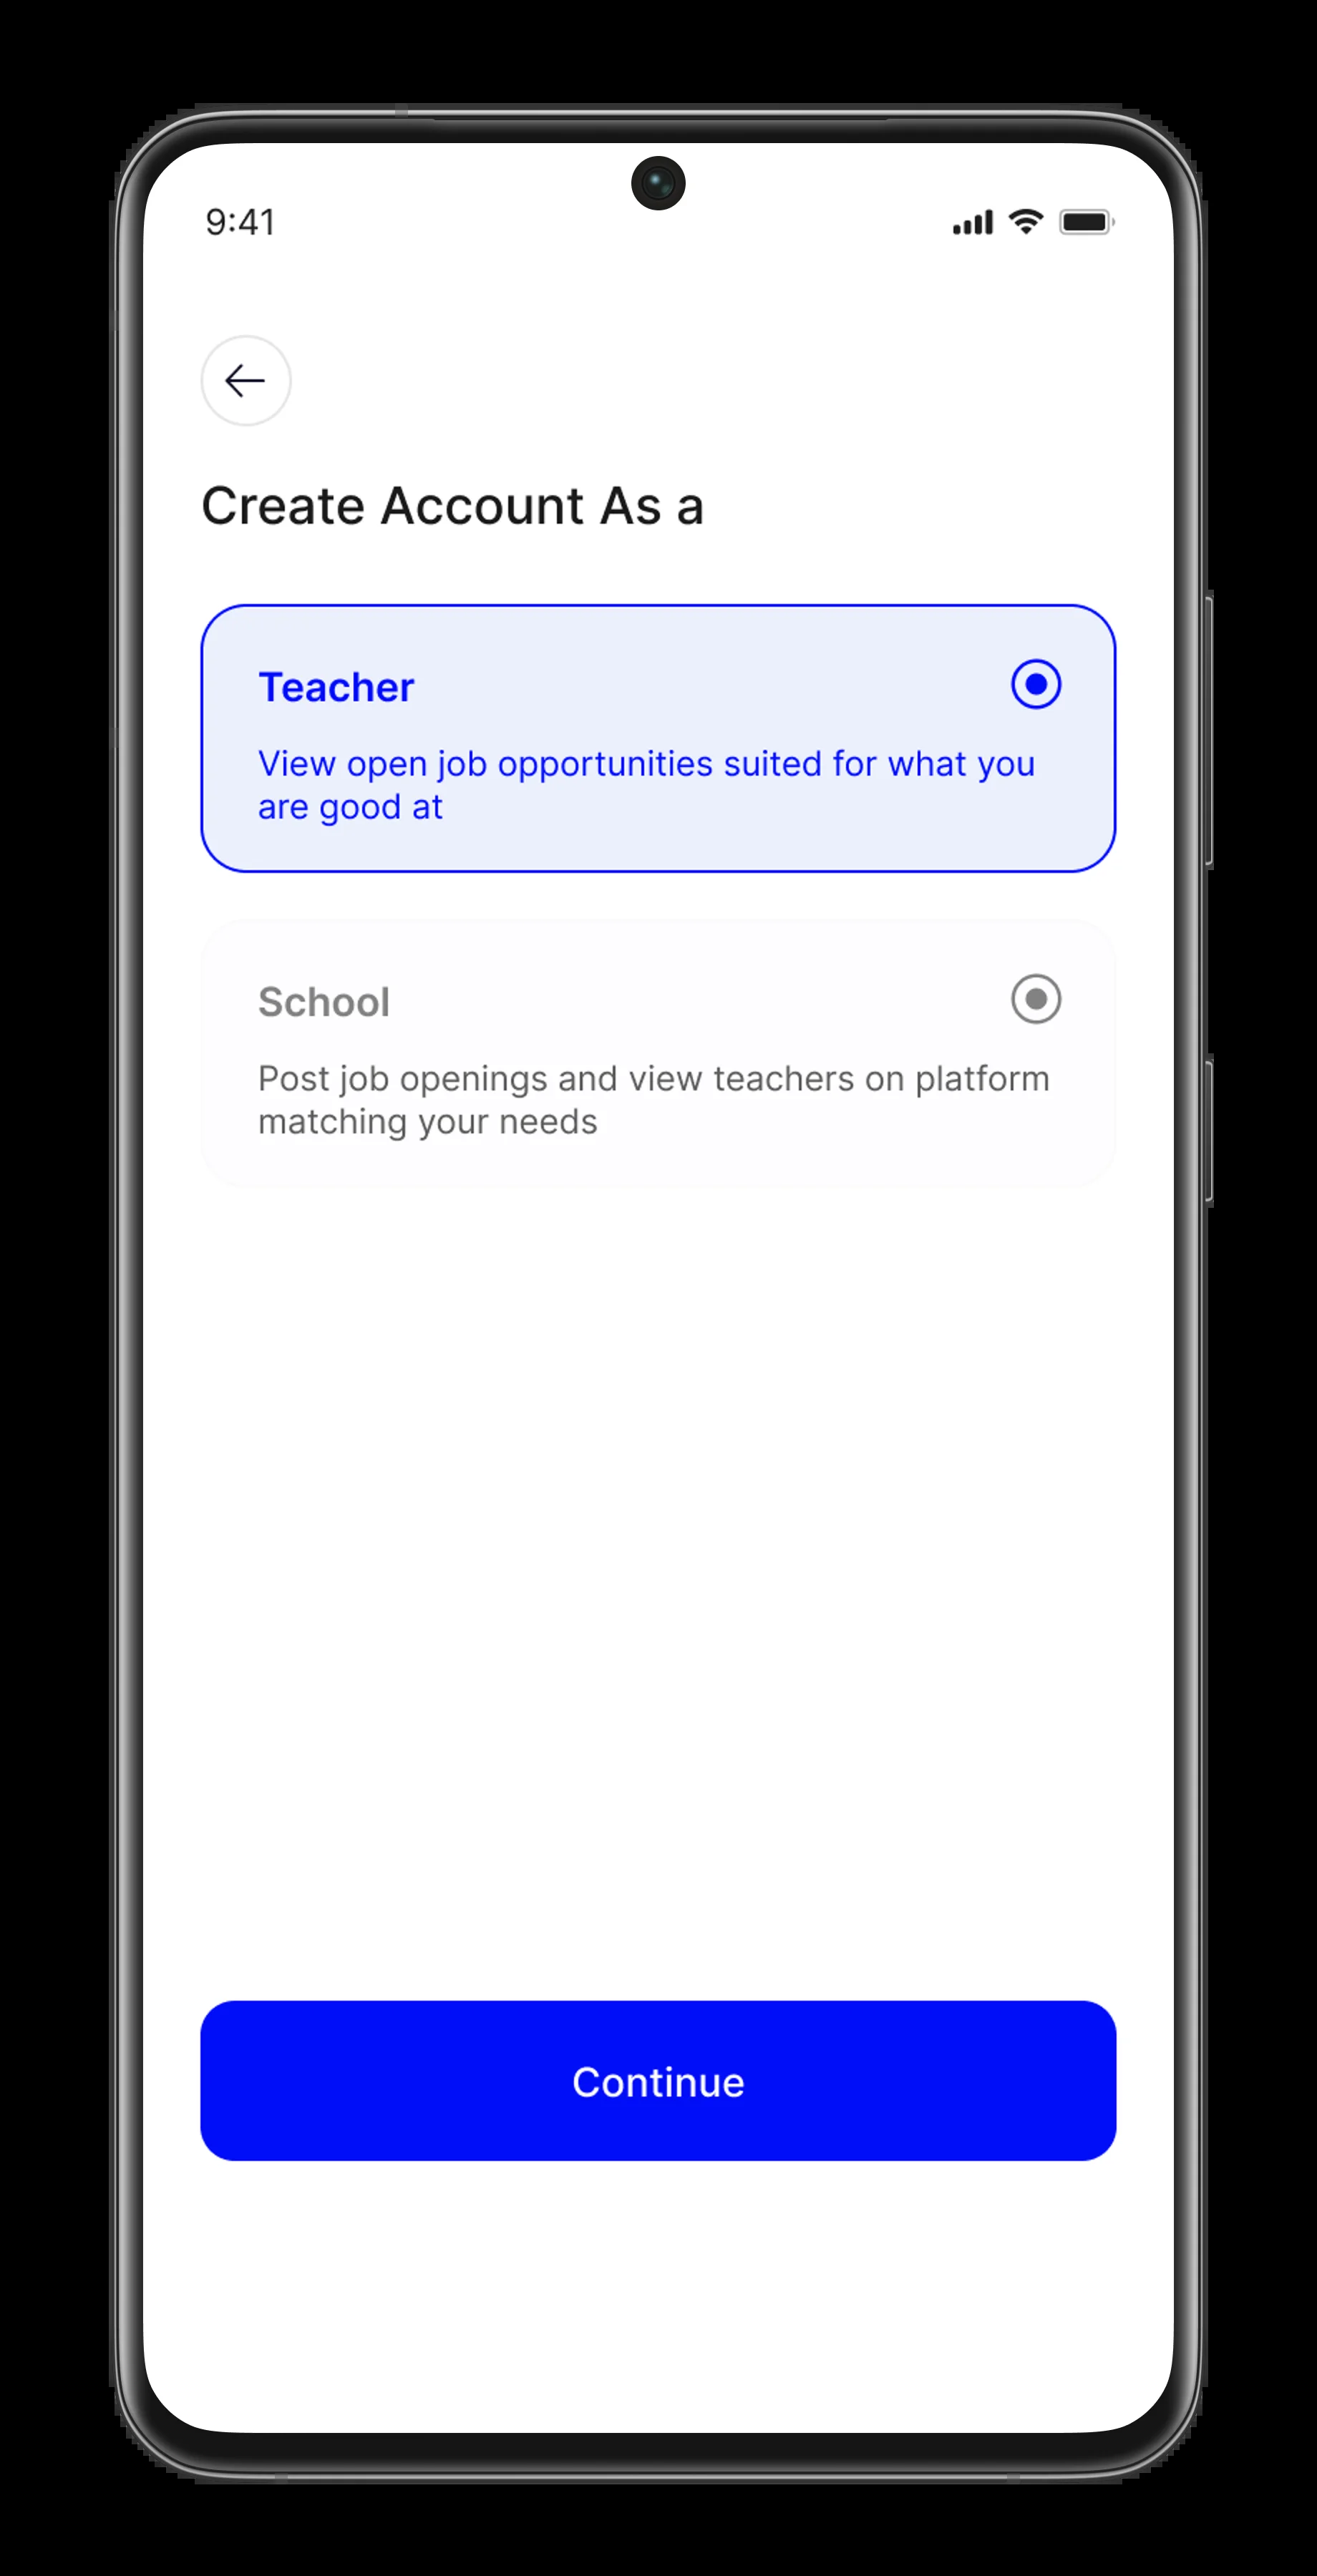 9:41
Create Account As a
Teacher
View open job opportunities suited for what you
are good at
School
Post job openings and view teachers on platform
matching your needs
Continue